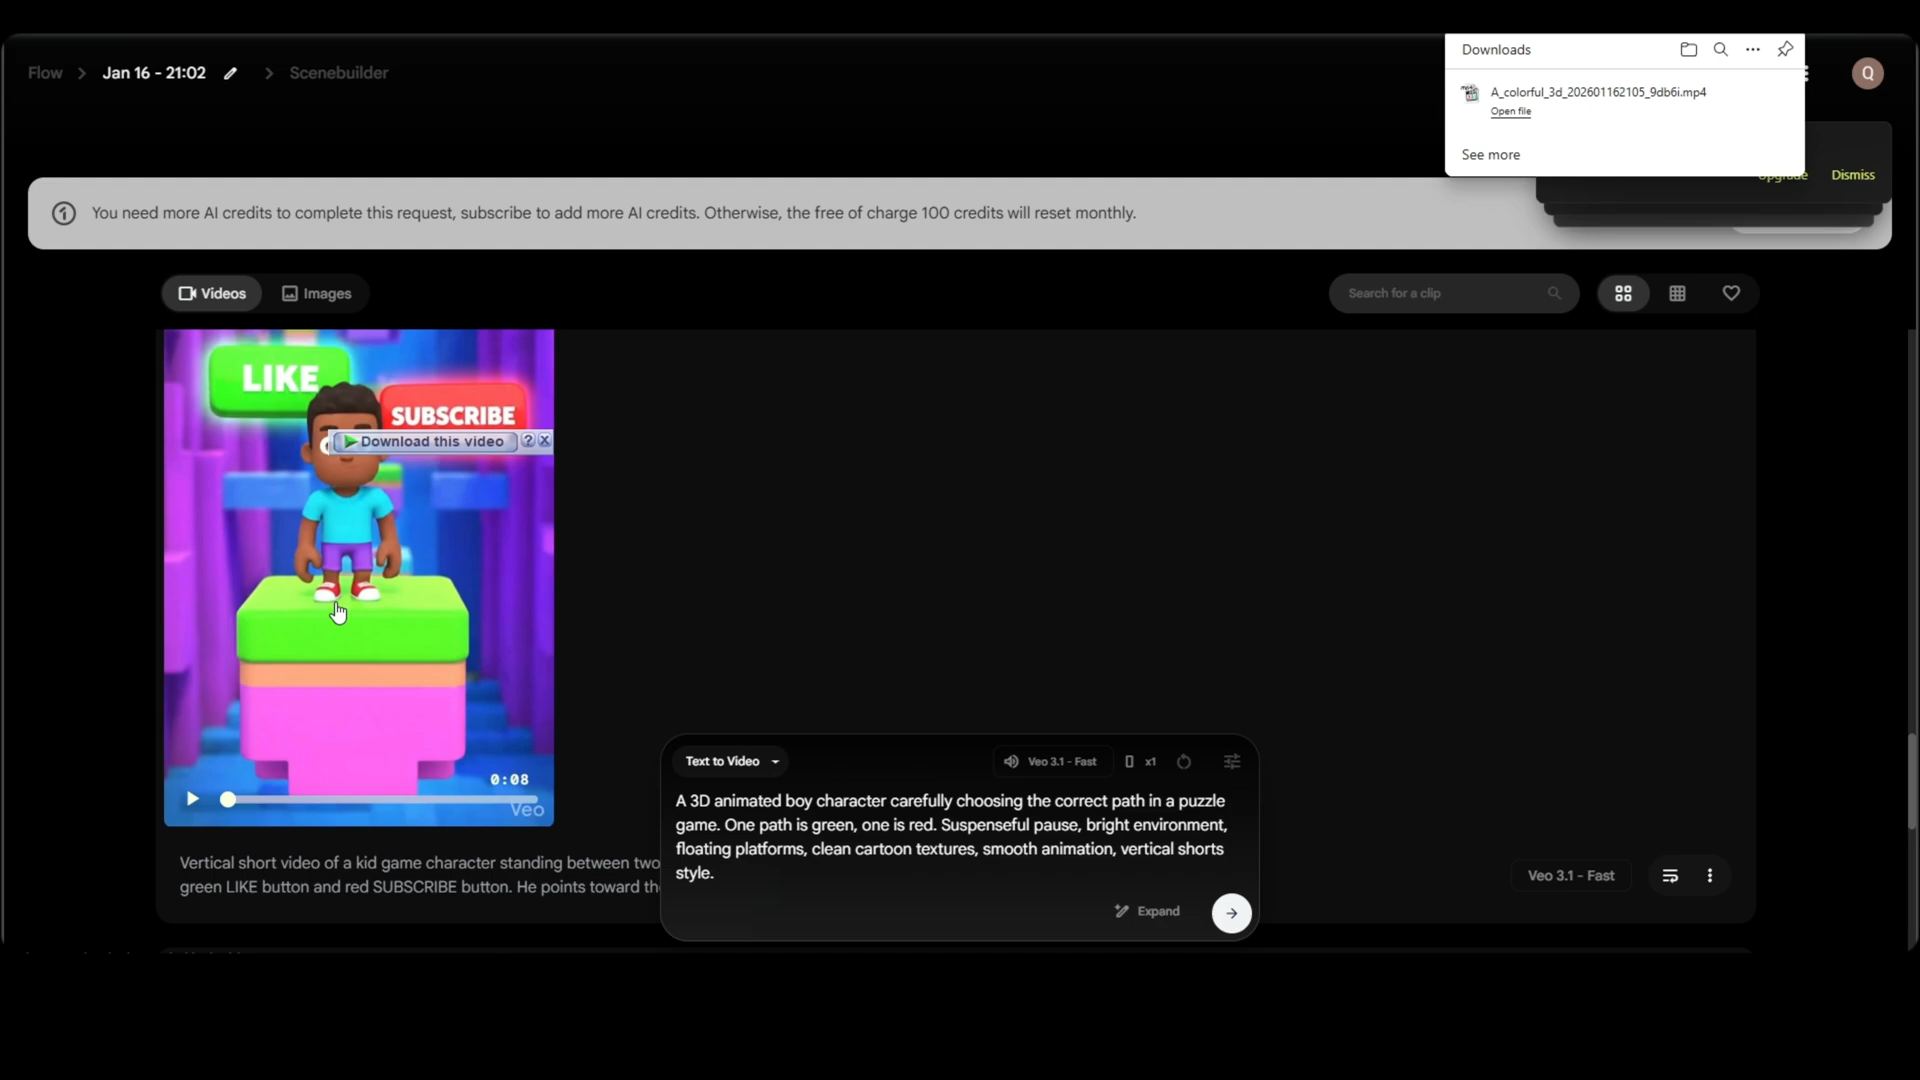 Downloads
A_colorful_3d_202601162105_9db6i.mp4
Open file
See more
Flow > Jan 16 - 21:02 > Scenebuilder
Q
Upgrade Dismiss
You need more AI credits to complete this request, subscribe to add more AI credits. Otherwise, the free of charge 100 credits will reset monthly.
Videos Images
Search for a clip
LIKE
SUBSCRIBE
Download this video ? X
0:08
Veo
Text to Video
Veo 3.1 - Fast x1
A 3D animated boy character carefully choosing the correct path in a puzzle
game. One path is green, one is red. Suspenseful pause, bright environment,
floating platforms, clean cartoon textures, smooth animation, vertical shorts
style.
Expand
Vertical short video of a kid game character standing between two
green LIKE button and red SUBSCRIBE button. He points toward th
Veo 3.1 - Fast